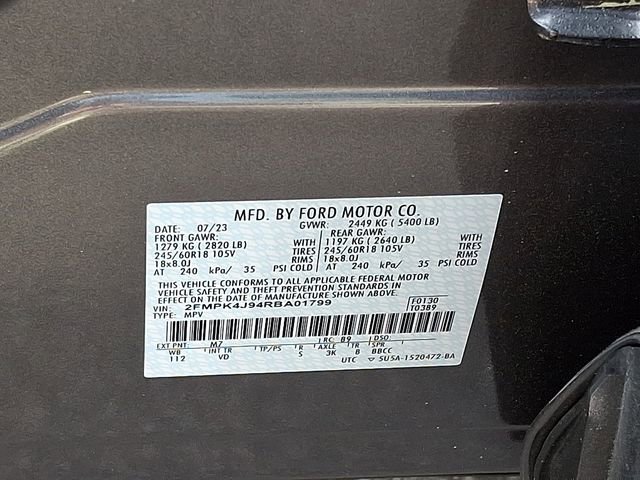 MFD. BY FORD MOTOR CO.
DATE: 07/23 GVWR: 2449 KG ( 5400 LB)
FRONT GAWR: REAR GAWR:
1279 KG ( 2820 LB) WITH 1197 KG ( 2640 LB) WITH
245/60R18 105V TIRES 245/60R18 105V TIRES
18x8.0J RIMS 18x8.0J RIMS
AT 240 kPa/ 35 PSI COLD AT 240 kPa/ 35 PSI COLD
THIS VEHICLE CONFORMS TO ALL APPLICABLE FEDERAL MOTOR
VEHICLE SAFETY AND THEFT PREVENTION STANDARDS IN
EFFECT ON THE DATE OF MANUFACTURE SHOWN ABOVE.
VIN: 2FMPK4J94RBA01799 F0130
TYPE: MPV T0389
EXT PNT: M7 RC: B9 DSO
WB INT TR TP/PS R AXLE TR SPR
112 VD S 3K B BBCC
UTC ▽ 5U5A-1520472-BA